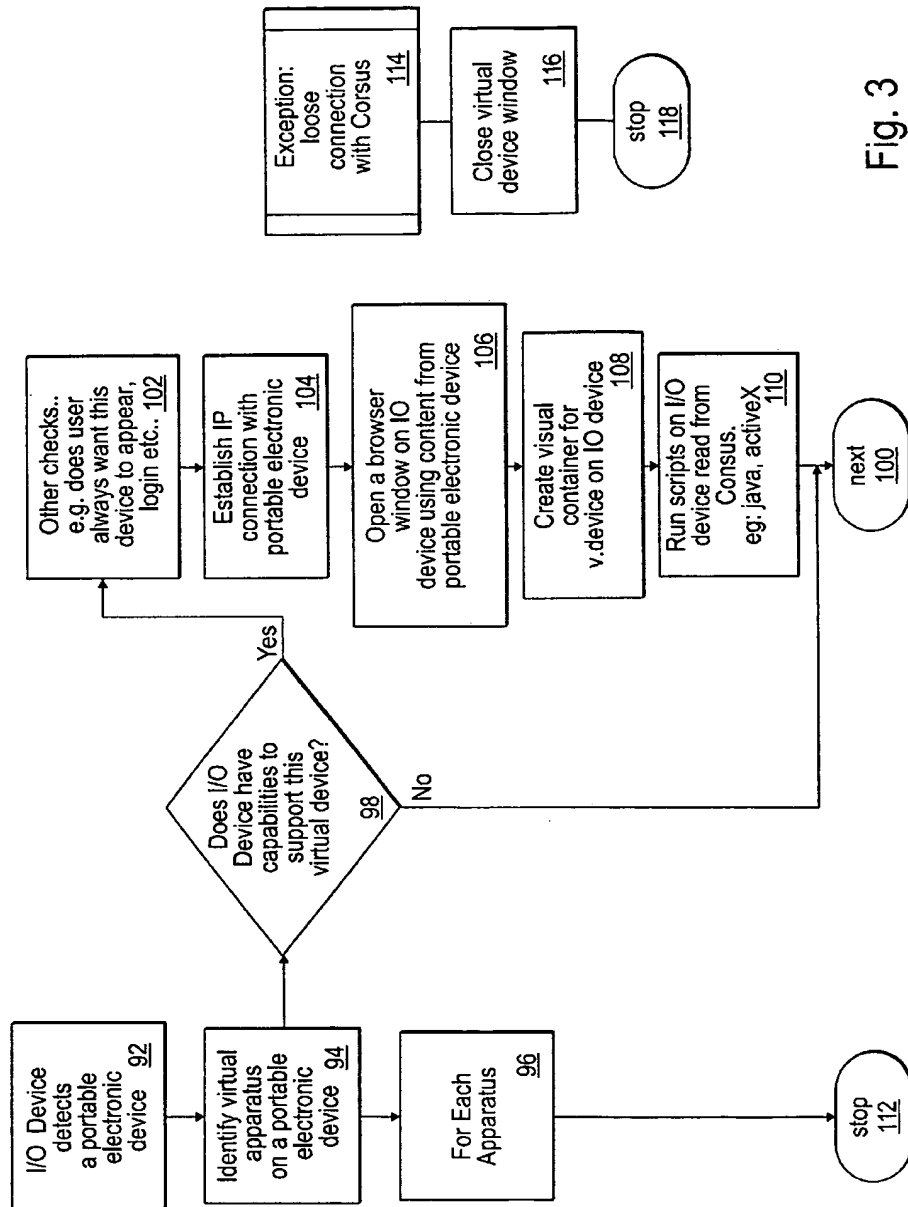 I/O Device
detects
a portable
electronic
device
92
Identify virtual
apparatus
on a portable
electronic
device
94
For Each
Apparatus
96
stop
112
Does I/O
Device have
capabilities to
support this
virtual device?
98
Yes
No
Other checks..
e.g. does user
always want this
device to appear,
login etc..
102
Establish IP
connection with
portable electronic
device
104
Open a browser
window on IO
device using content from
portable electronic device
106
Create visual
container for
v.device on IO device
108
Run scripts on I/O
device read from
Consus.
eg: java, activeX
110
next
100
Exception:
loose
connection
with Corsus
114
Close virtual
device window
116
stop
118
Fig. 3